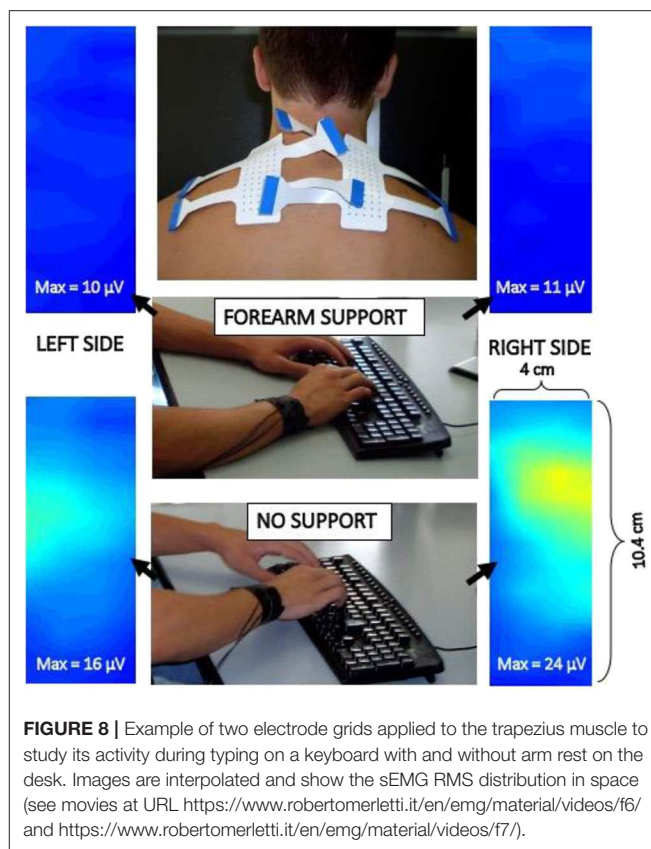 Max = 10 µV
Max = 11 µV
FOREARM SUPPORT
LEFT SIDE
RIGHT SIDE
4 cm
NO SUPPORT
10.4 cm
Max = 16 µV
Max = 24 µV
FIGURE 8 | Example of two electrode grids applied to the trapezius muscle to
study its activity during typing on a keyboard with and without arm rest on the
desk. Images are interpolated and show the sEMG RMS distribution in space
(see movies at URL https://www.robertomerletti.it/en/emg/material/videos/f6/
and https://www.robertomerletti.it/en/emg/material/videos/f7/).